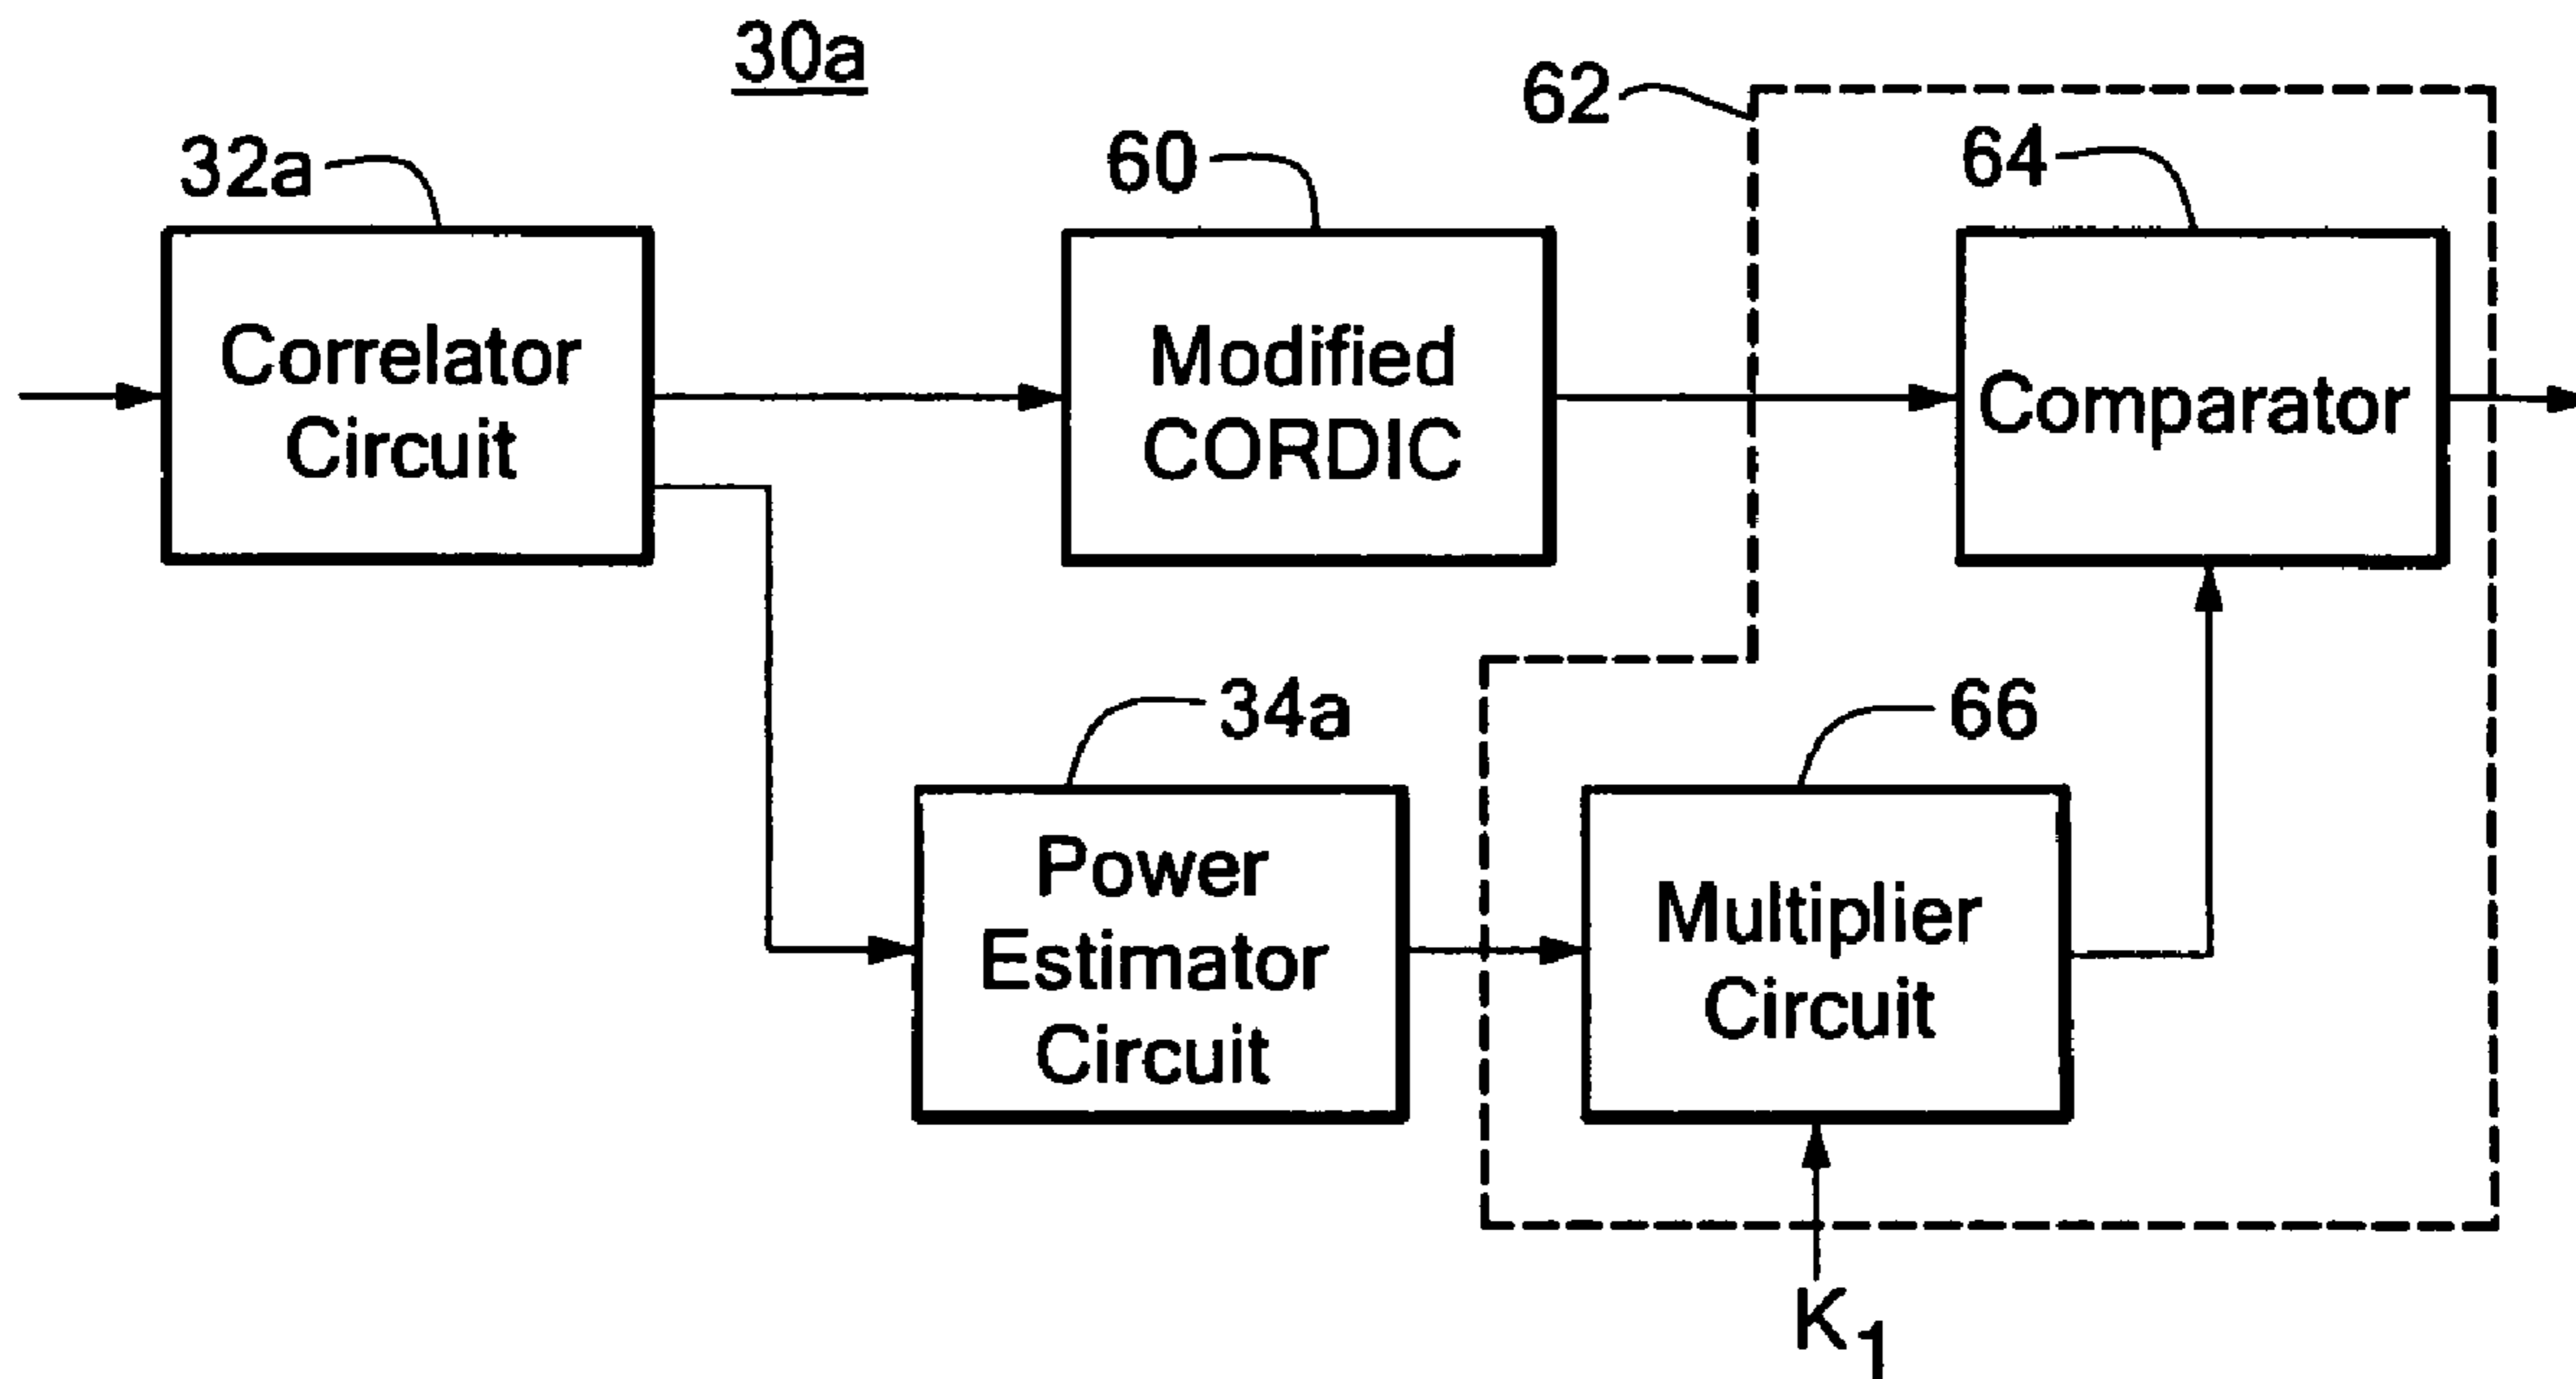 30a
62
32a
60
64
Correlator
Circuit
Modified
CORDIC
Comparator
34a
66
Power
Estimator
Circuit
Multiplier
Circuit
K1